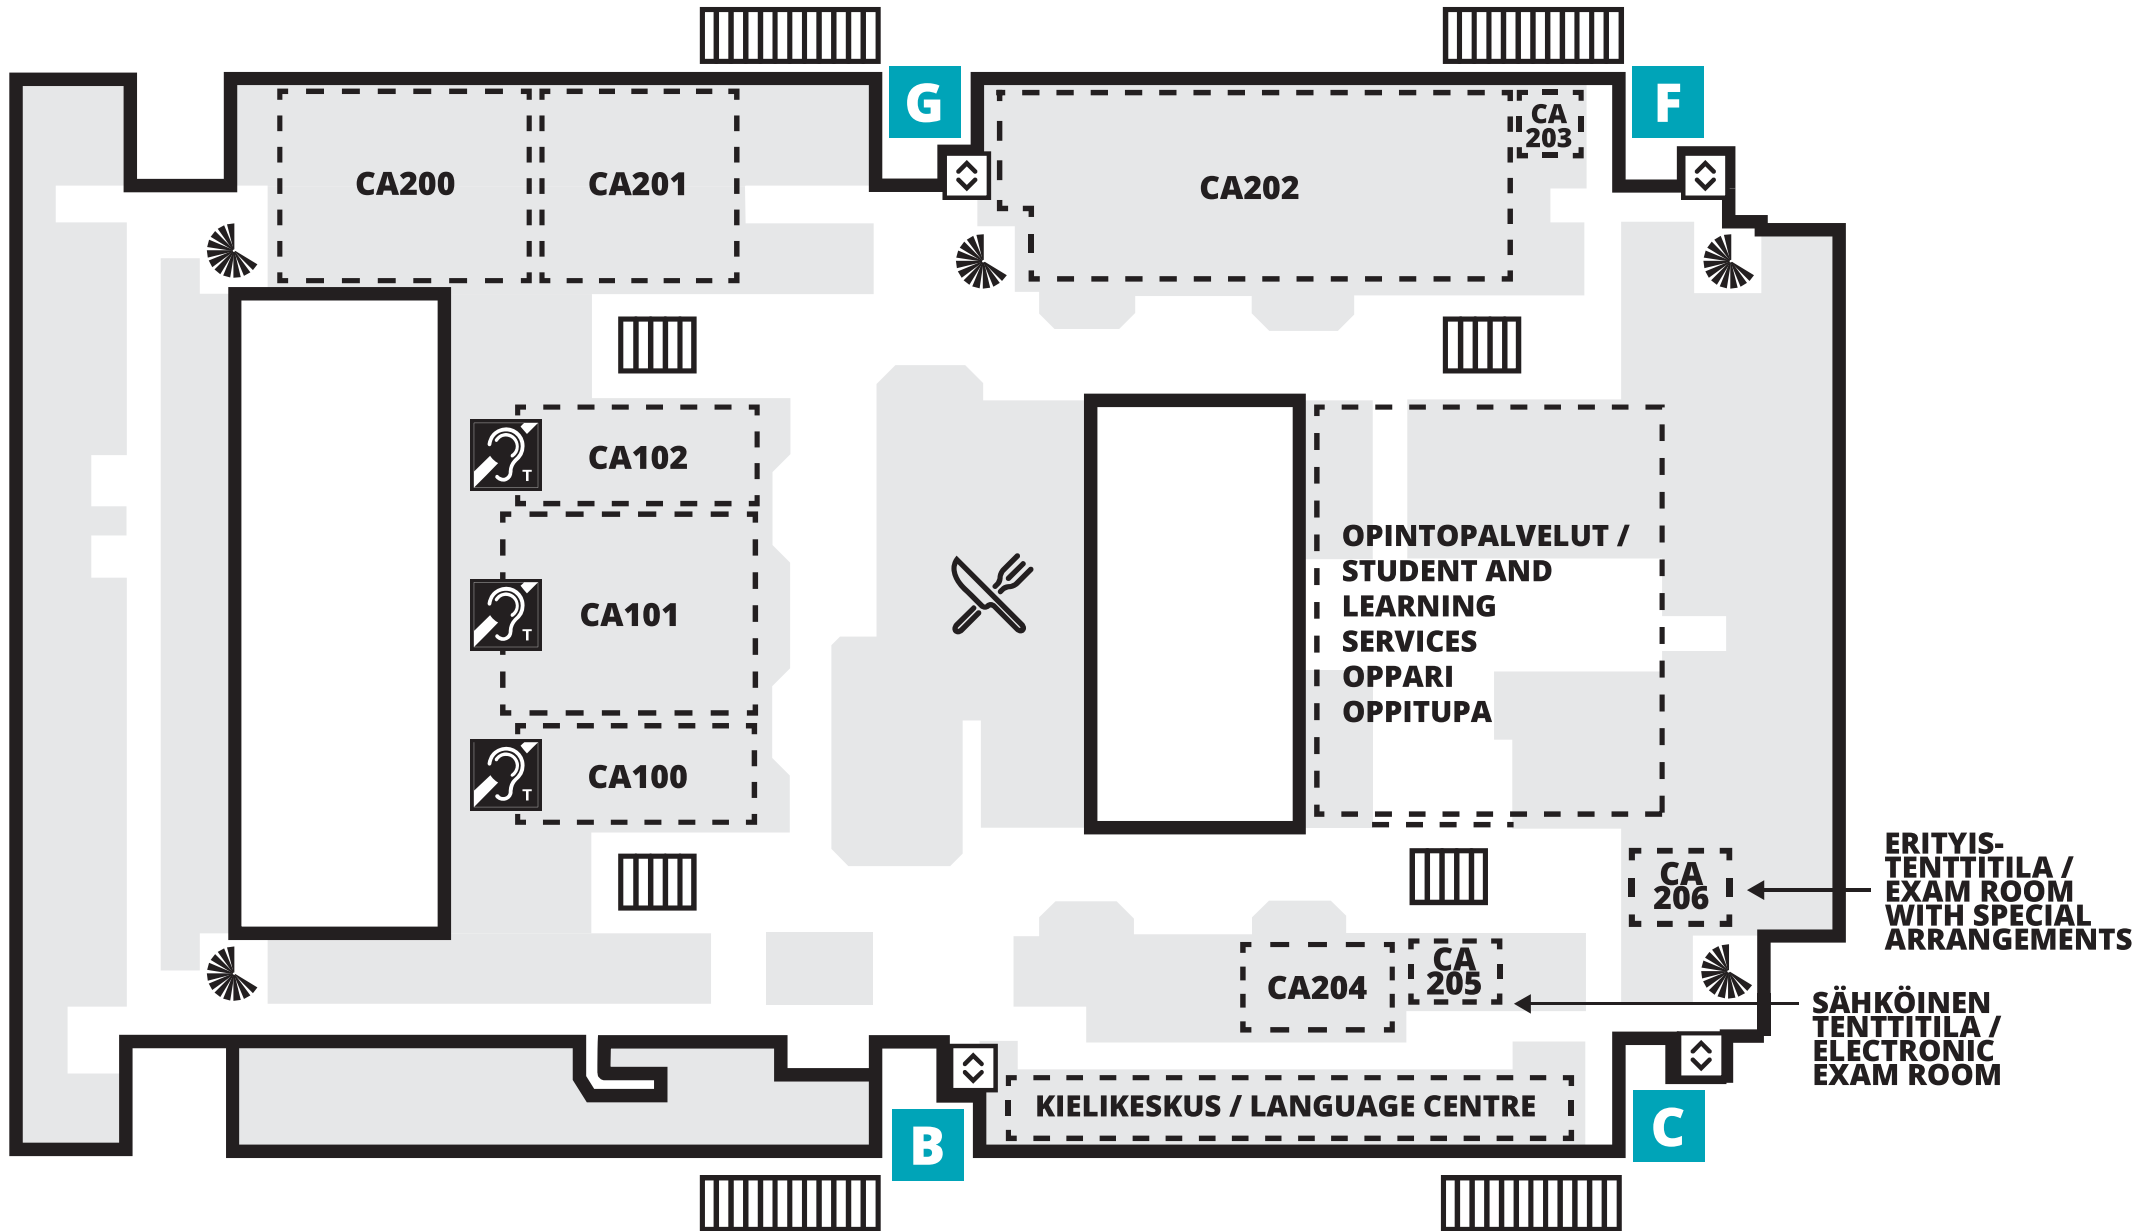 G
F
CA200
CA201
CA202
CA
203
CA102
CA101
CA100
T
T
T
OPINTOPALVELUT /
STUDENT AND
LEARNING
SERVICES
OPPARI
OPPITUPA
CA
206
ERITYIS-
TENTTITILA /
EXAM ROOM
WITH SPECIAL
ARRANGEMENTS
CA204
CA
205
SÄHKÖINEN
TENTTITILA /
ELECTRONIC
EXAM ROOM
KIELIKESKUS / LANGUAGE CENTRE
B
C